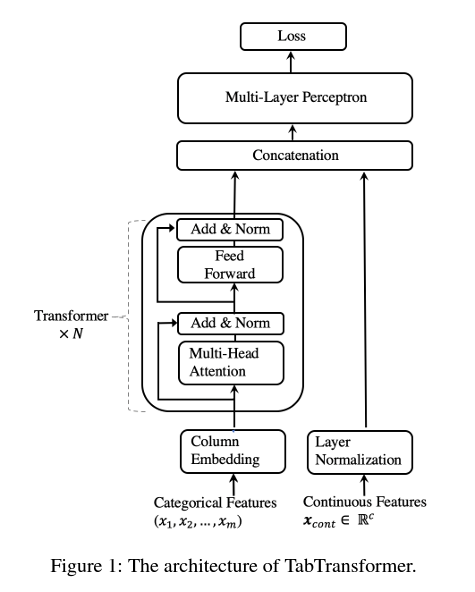 Loss
Multi-Layer Perceptron
Concatenation
Add & Norm
Feed
Forward
Transformer
× N
Add & Norm
Multi-Head
Attention
Column
Embedding
Layer
Normalization
Categorical Features
(x₁, x₂, ..., xₘ)
Continuous Features
𝒙𝑐𝑜𝑛𝑡 ∈ ℝᶜ
Figure 1: The architecture of TabTransformer.